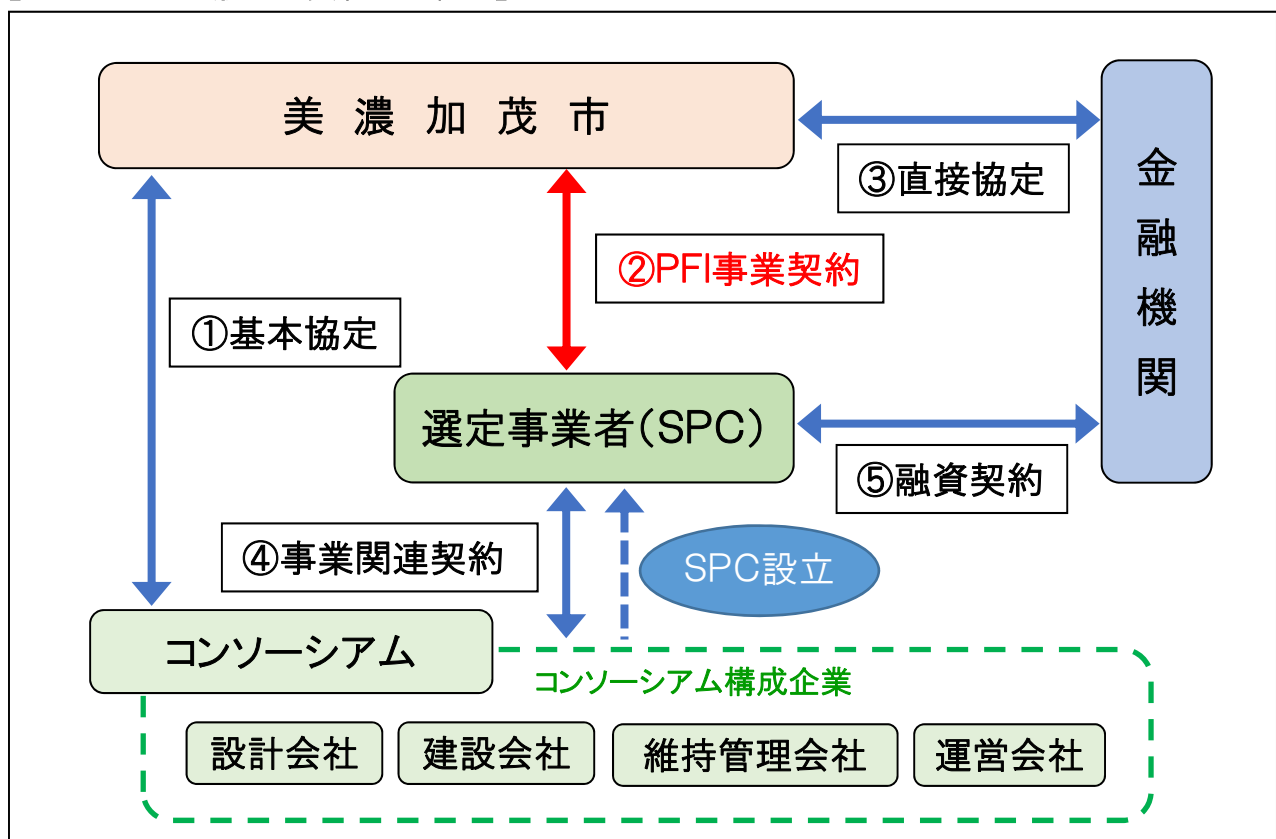 美濃加茂市
金融機関
③直接協定
②PFI事業契約
①基本協定
選定事業者(SPC)
⑤融資契約
④事業関連契約
SPC設立
コンソーシアム
コンソーシアム構成企業
設計会社
建設会社
維持管理会社
運営会社